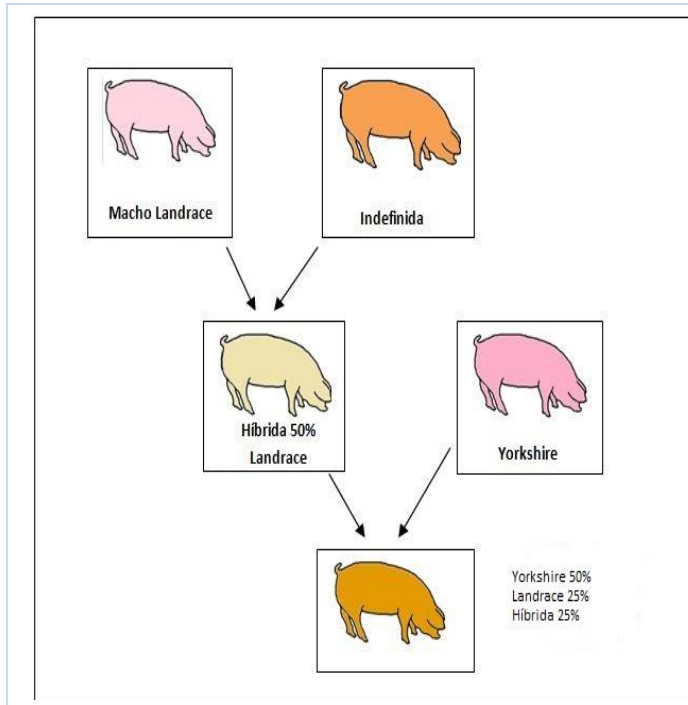 Macho Landrace
Indefinida
Híbrida 50%
Landrace
Yorkshire
Yorkshire 50%
Landrace 25%
Híbrida 25%